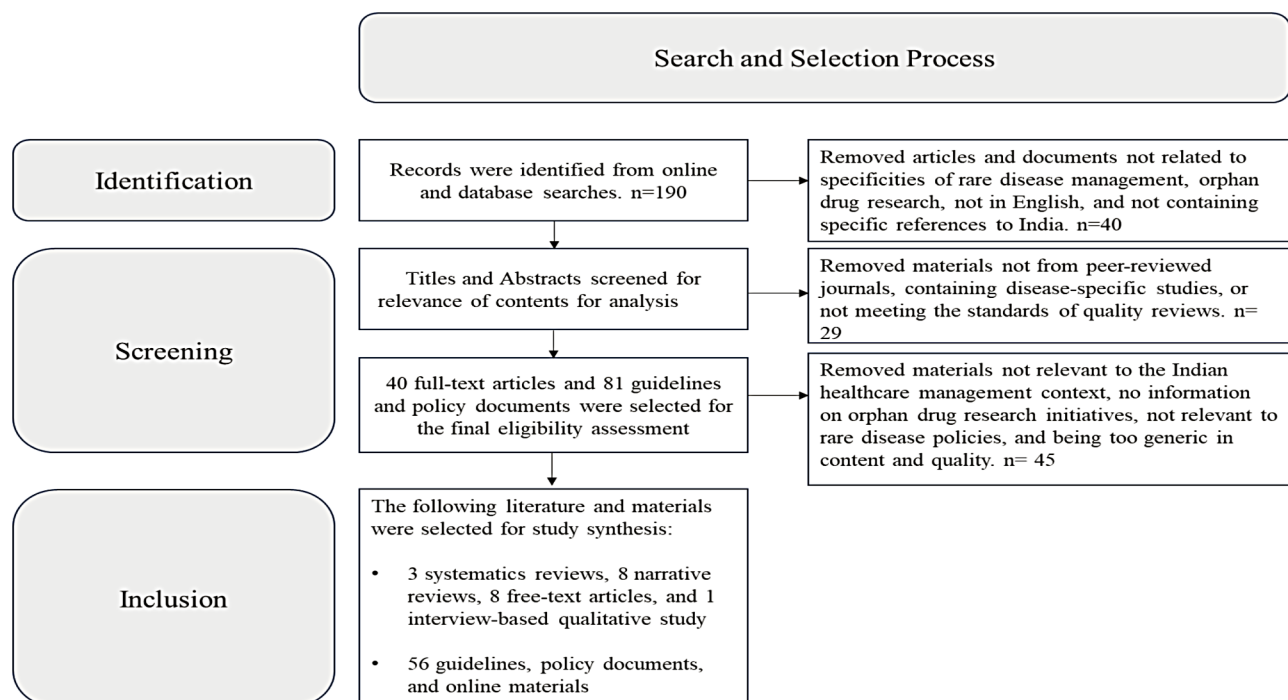 Search and Selection Process
Identification
Records were identified from online
and database searches. n=190
Removed articles and documents not related to
specificities of rare disease management, orphan
drug research, not in English, and not containing
specific references to India. n=40
Screening
Titles and Abstracts screened for
relevance of contents for analysis
Removed materials not from peer-reviewed
journals, containing disease-specific studies, or
not meeting the standards of quality reviews. n=
29
40 full-text articles and 81 guidelines
and policy documents were selected for
the final eligibility assessment
Removed materials not relevant to the Indian
healthcare management context, no information
on orphan drug research initiatives, not relevant to
rare disease policies, and being too generic in
content and quality. n= 45
Inclusion
The following literature and materials
were selected for study synthesis:
• 3 systematics reviews, 8 narrative
reviews, 8 free-text articles, and 1
interview-based qualitative study
• 56 guidelines, policy documents,
and online materials